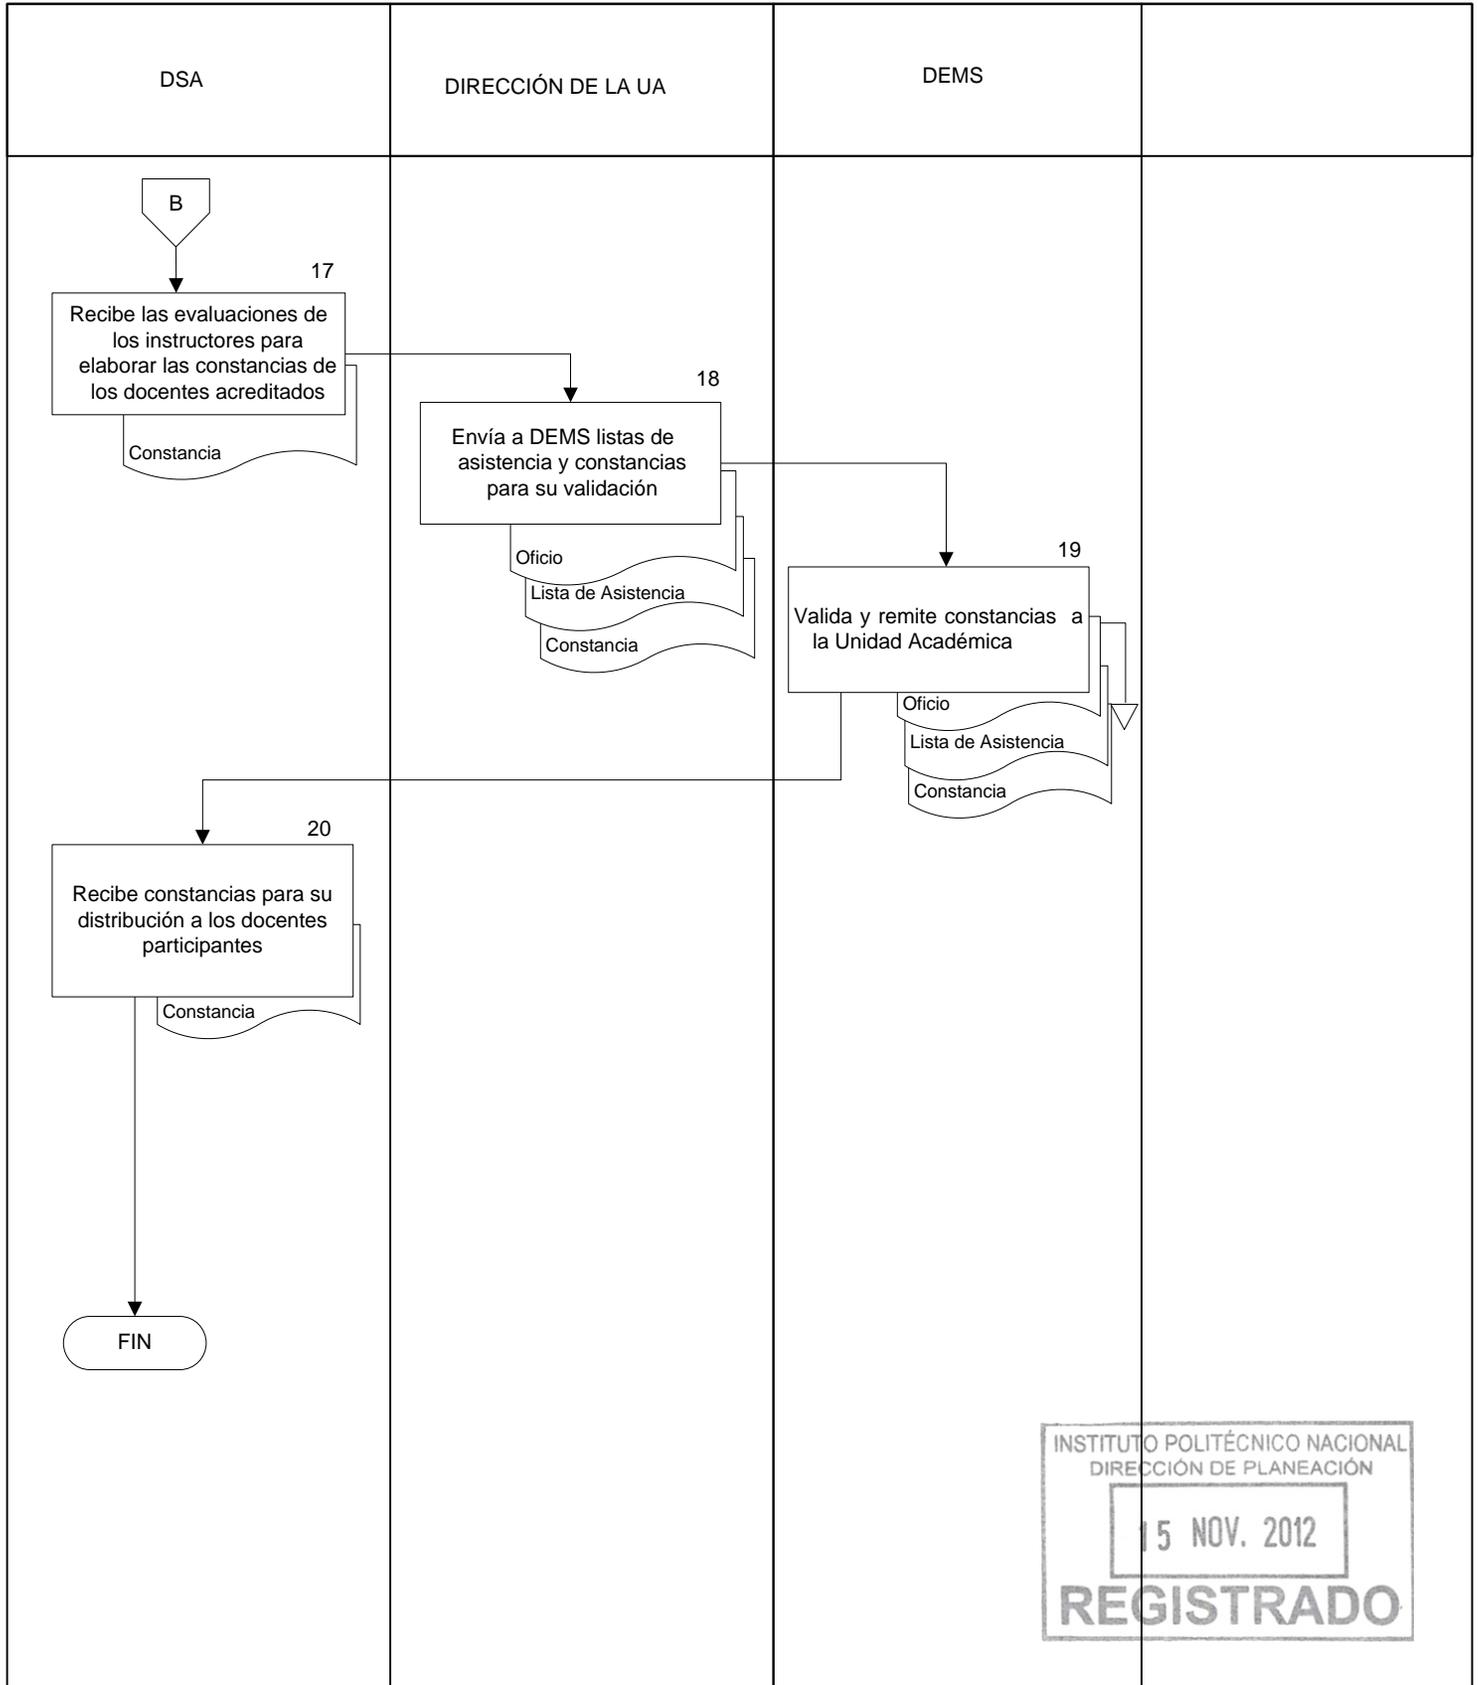 DSA
DIRECCIÓN DE LA UA
DEMS
B
17
Recibe las evaluaciones de
los instructores para
elaborar las constancias de
los docentes acreditados
Constancia
18
Envía a DEMS listas de
asistencia y constancias
para su validación
Oficio
Lista de Asistencia
Constancia
19
Valida y remite constancias a
la Unidad Académica
Oficio
Lista de Asistencia
Constancia
20
Recibe constancias para su
distribución a los docentes
participantes
Constancia
FIN
INSTITUTO POLITÉCNICO NACIONAL
DIRECCIÓN DE PLANEACIÓN
15 NOV. 2012
REGISTRADO